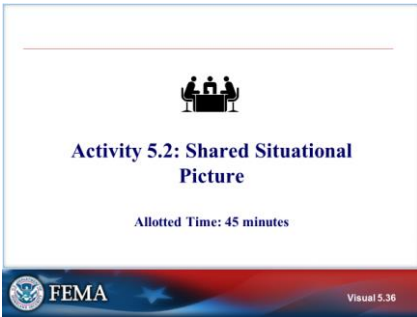 Activity 5.2: Shared Situational
Picture
Allotted Time: 45 minutes
FEMA
Visual 5.36